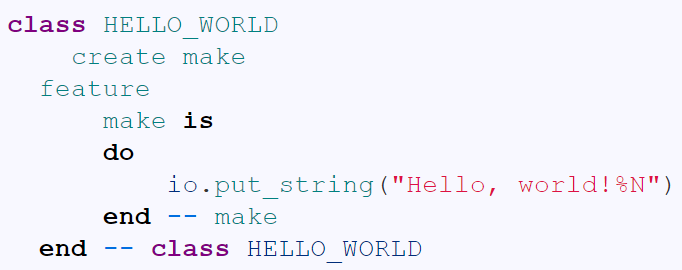 class HELLO_WORLD
create make
feature
make is
do
io.put_string("Hello, world!%N")
end -- make
end -- class HELLO_WORLD